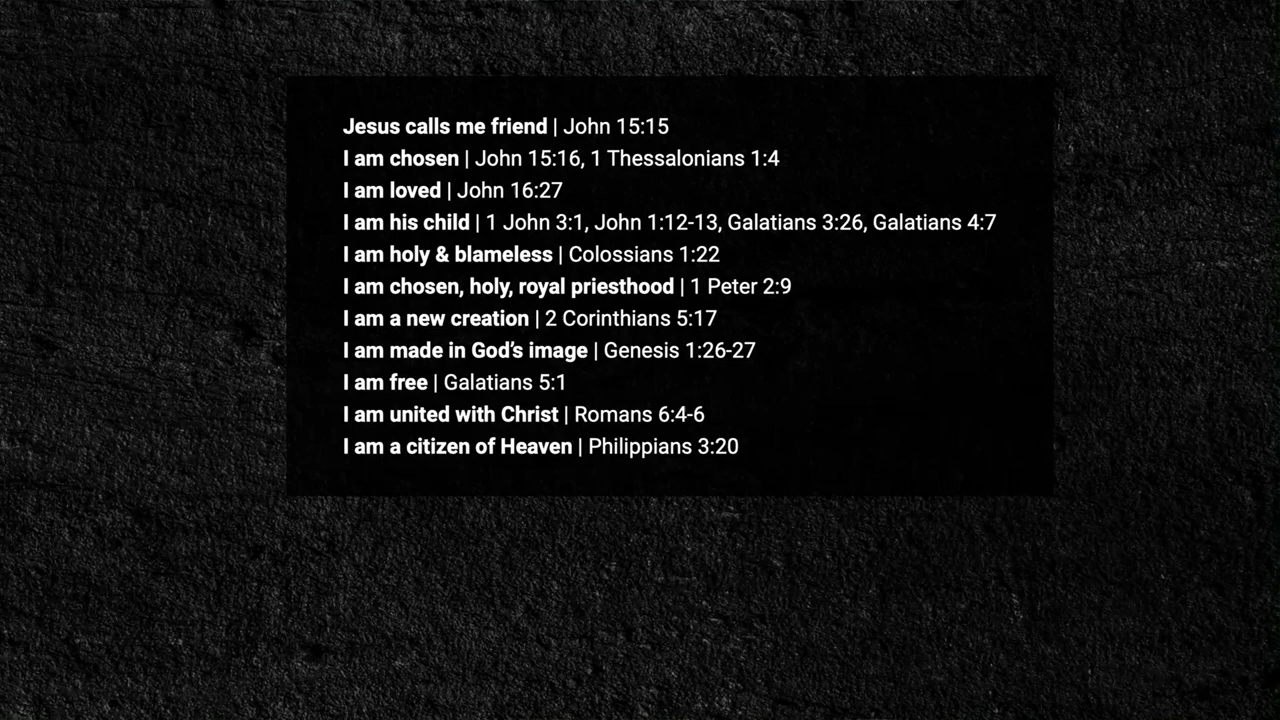 Jesus calls me friend | John 15:15
I am chosen | John 15:16, 1 Thessalonians 1:4
I am loved | John 16:27
I am his child | 1 John 3:1, John 1:12-13, Galatians 3:26, Galatians 4:7
I am holy & blameless | Colossians 1:22
I am chosen, holy, royal priesthood | 1 Peter 2:9
I am a new creation | 2 Corinthians 5:17
I am made in God’s image | Genesis 1:26-27
I am free | Galatians 5:1
I am united with Christ | Romans 6:4-6
I am a citizen of Heaven | Philippians 3:20